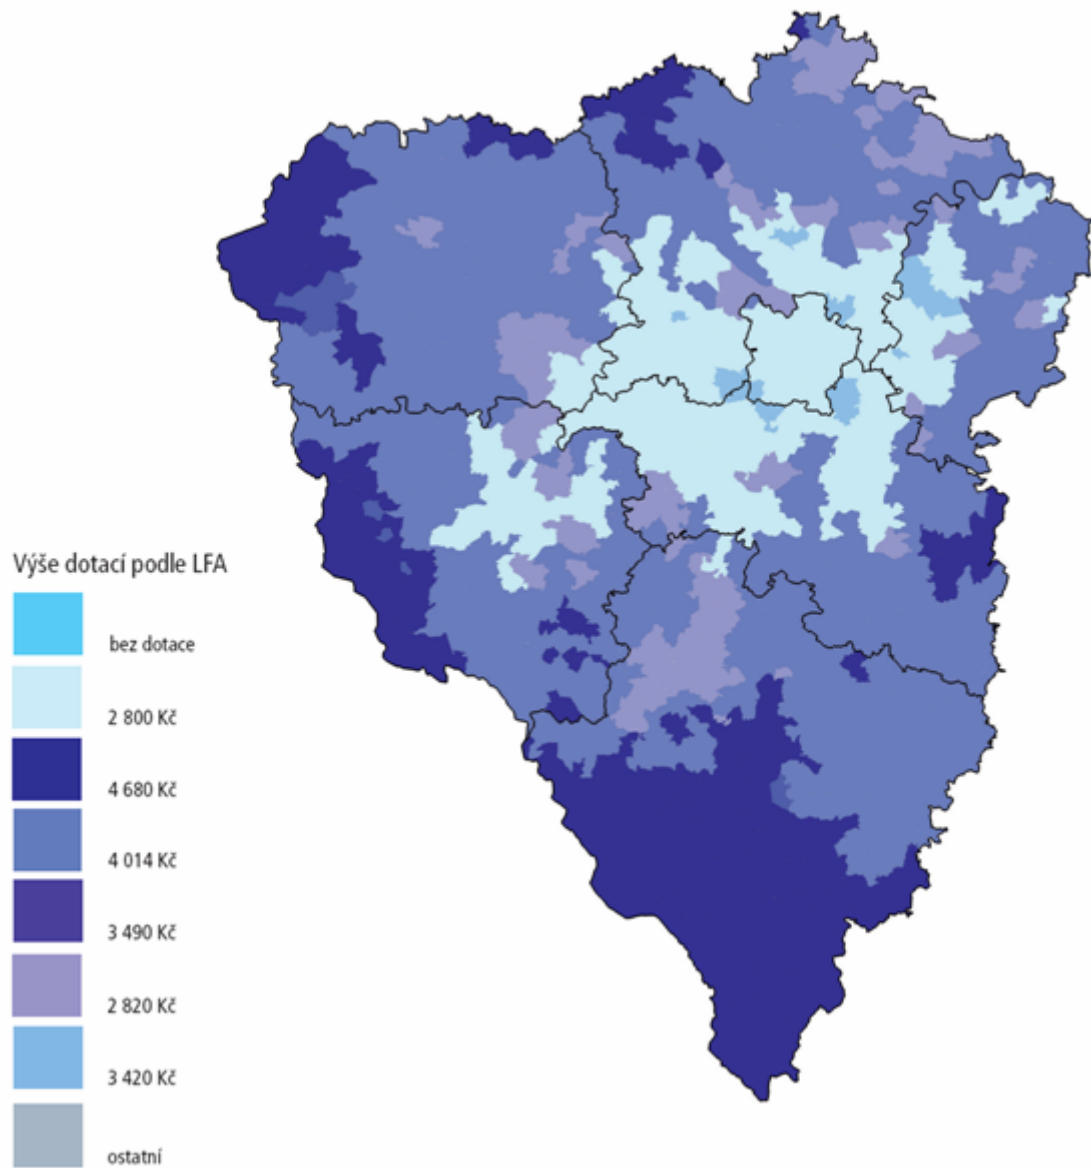 Výše dotací podle LFA
bez dotace
2 800 Kč
4 680 Kč
4 014 Kč
3 490 Kč
2 820 Kč
3 420 Kč
ostatní